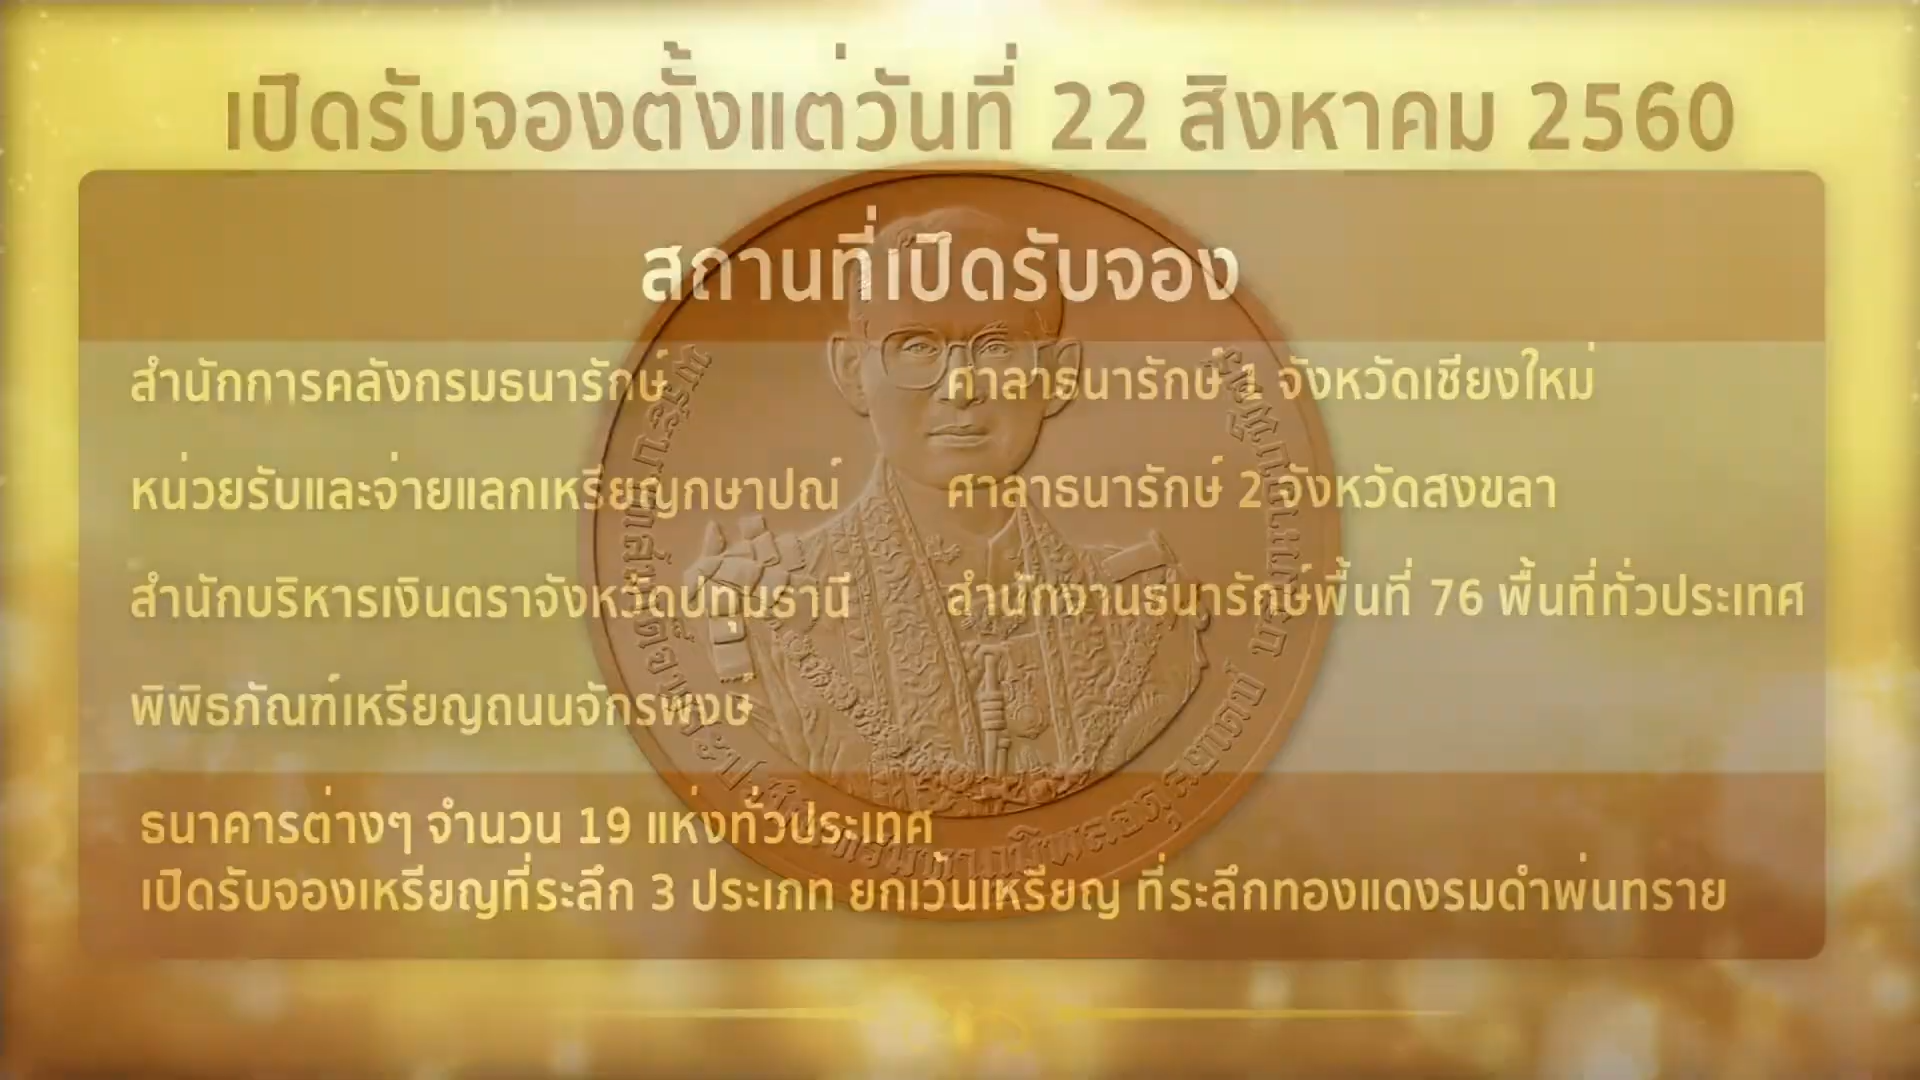 เปิดรับจองตั้งแต่วันที่ 22 สิงหาคม 2560
สถานที่เปิดรับจอง
สำนักการคลังกรมธนารักษ์
หน่วยรับและจ่ายแลกเหรียญกษาปณ์
สำนักบริหารเงินตราจังหวัดปทุมธานี
พิพิธภัณฑ์เหรียญถนนจักรพงษ์
ศาลาธนารักษ์ 1 จังหวัดเชียงใหม่
ศาลาธนารักษ์ 2 จังหวัดสงขลา
สำนักงานธนารักษ์พื้นที่ 76 พื้นที่ทั่วประเทศ
ธนาคารต่างๆ จำนวน 19 แห่งทั่วประเทศ
เปิดรับจองเหรียญที่ระลึก 3 ประเภท ยกเว้นเหรียญ ที่ระลึกทองแดงรมดำพ่นทราย